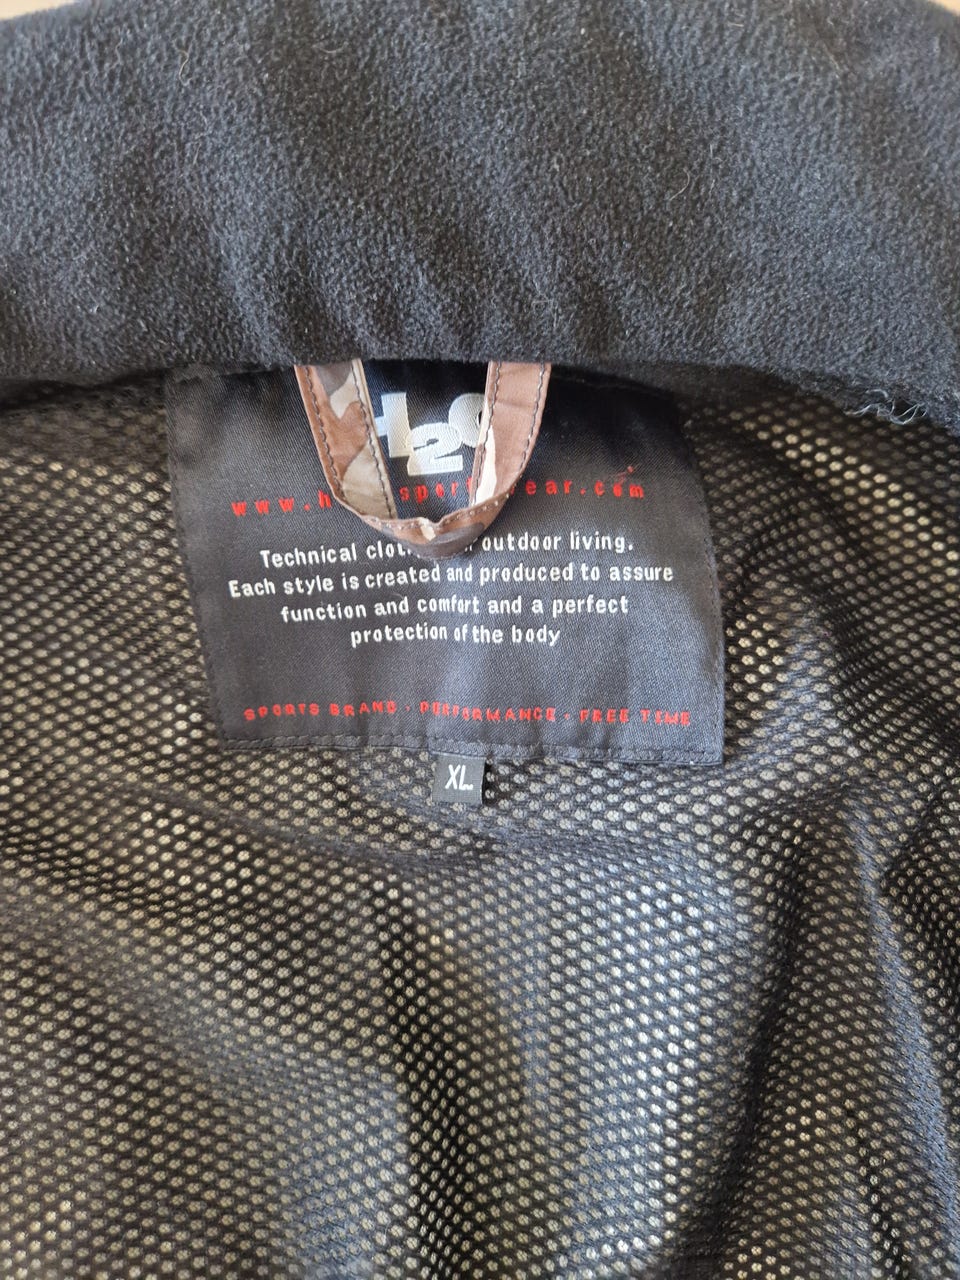 H2O
Technical outdoor living.
Each style is created and produced to assure
function and comfort and a perfect
protection of the body
SPORTS BRAND · PERFORMANCE · FREE TIME
XL